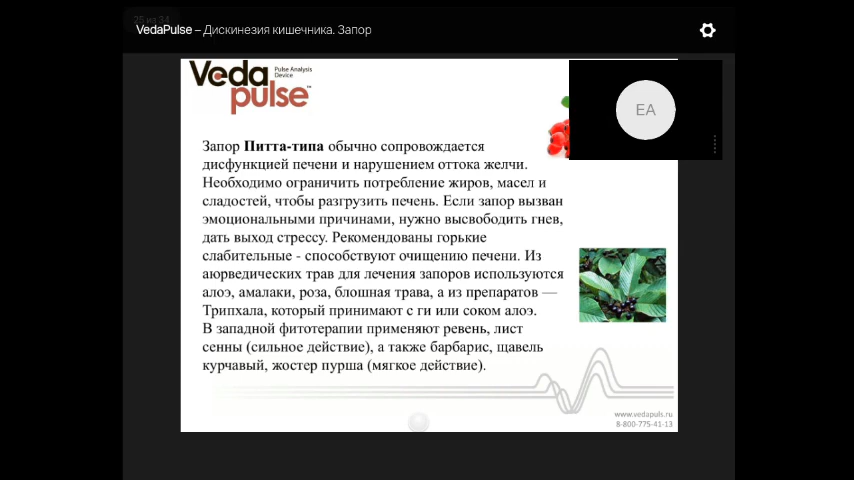 25 из 34
VedaPulse – Дискинезия кишечника. Запор
Veda
pulse™
Pulse Analysis
Device
EA
Запор Питта-типа обычно сопровождается
дисфункцией печени и нарушением оттока желчи.
Необходимо ограничить потребление жиров, масел и
сладостей, чтобы разгрузить печень. Если запор вызван
эмоциональными причинами, нужно высвободить гнев,
дать выход стрессу. Рекомендованы горькие
слабительные - способствуют очищению печени. Из
аюрведических трав для лечения запоров используются
алоэ, амалаки, роза, блошная трава, а из препаратов —
Трипхала, который принимают с ги или соком алоэ.
В западной фитотерапии применяют ревень, лист
сенны (сильное действие), а также барбарис, щавель
курчавый, жостер пурша (мягкое действие).
www.vedapuls.ru
8-800-775-41-13